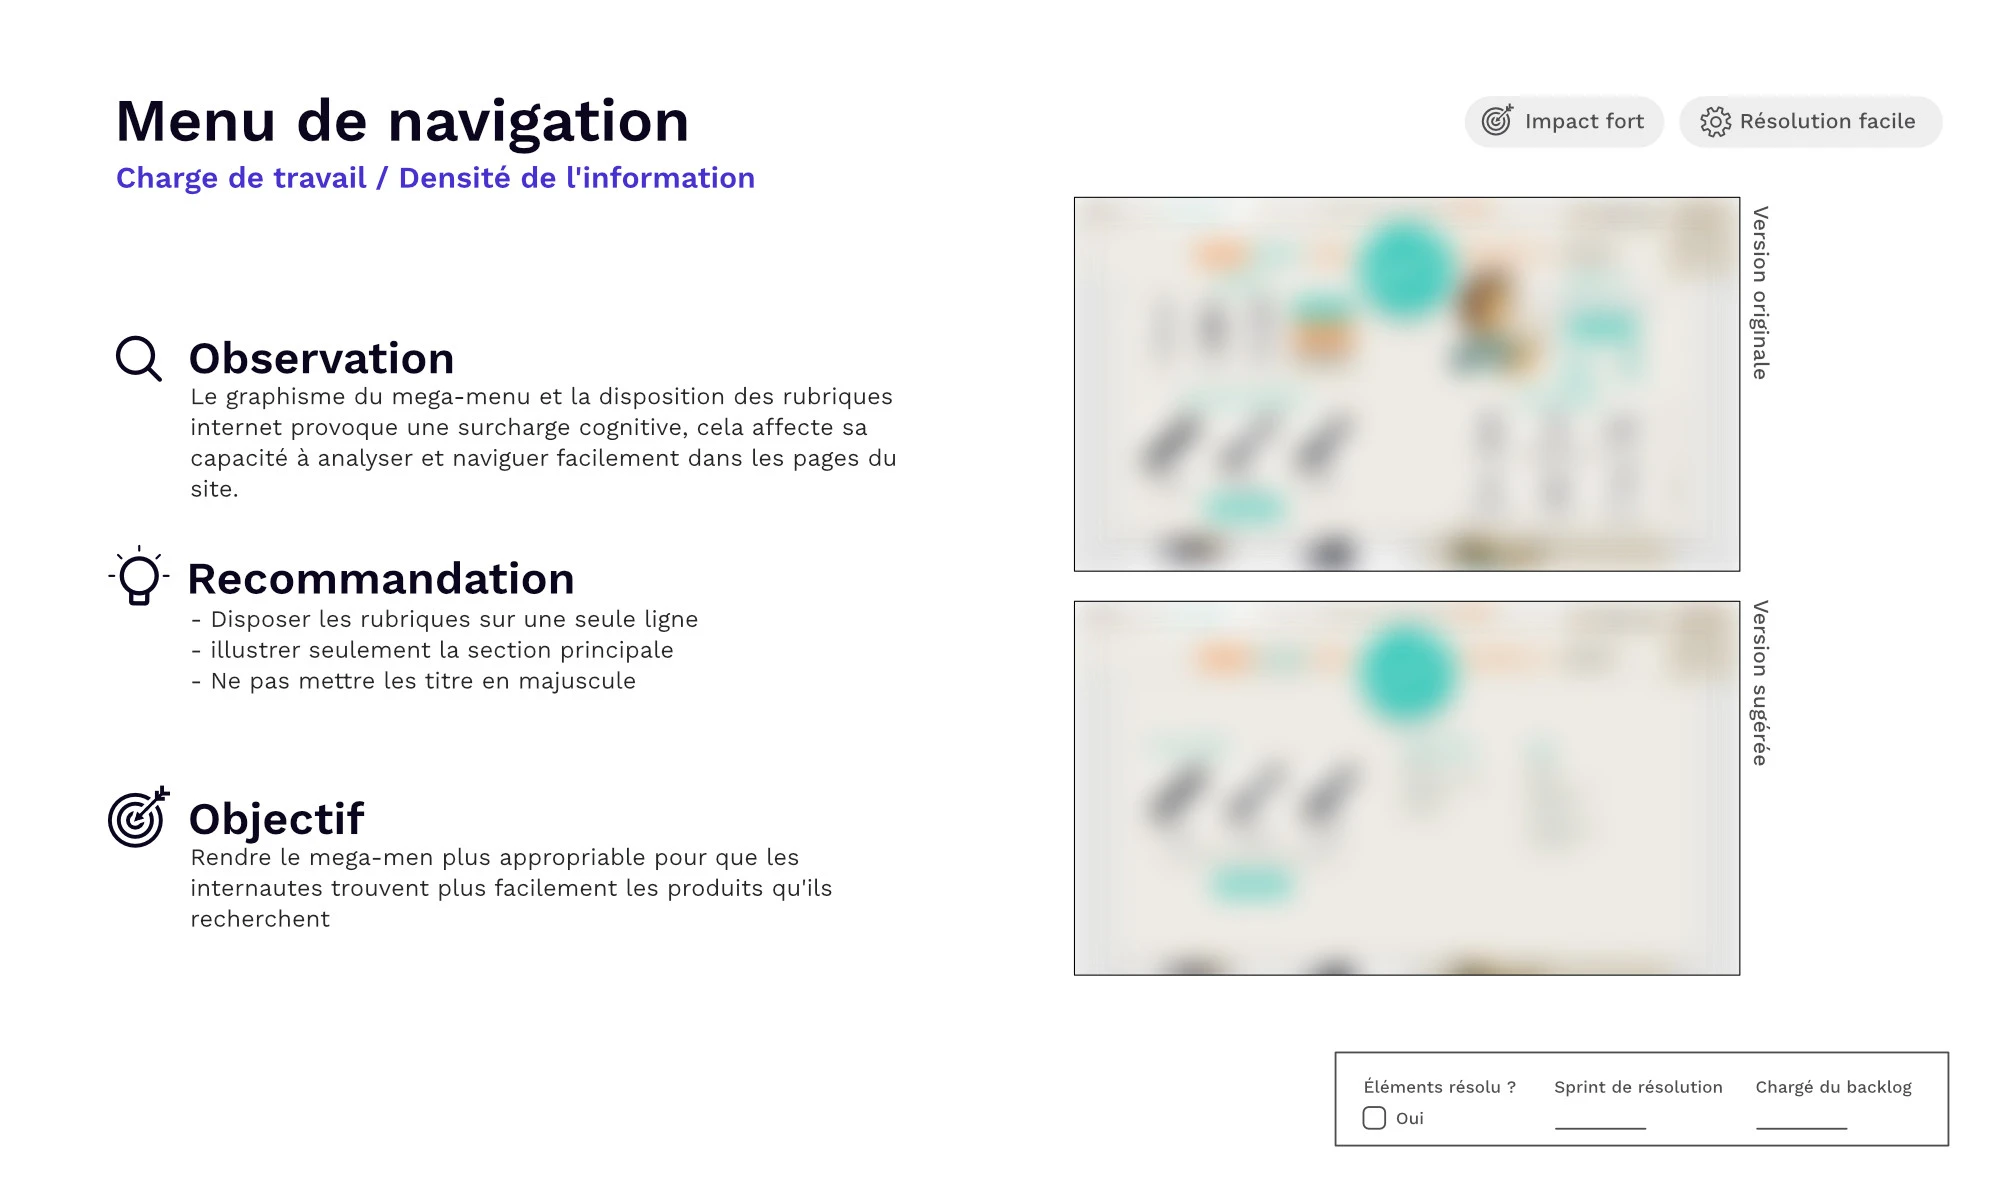 Menu de navigation
Charge de travail / Densité de l'information
Impact fort
Résolution facile
Observation
Le graphisme du mega-menu et la disposition des rubriques
internet provoque une surcharge cognitive, cela affecte sa
capacité à analyser et naviguer facilement dans les pages du
site.
Recommandation
- Disposer les rubriques sur une seule ligne
- illustrer seulement la section principale
- Ne pas mettre les titre en majuscule
Objectif
Rendre le mega-men plus appropriable pour que les
internautes trouvent plus facilement les produits qu'ils
recherchent
Version originale
Version sugérée
Éléments résolu ?
Oui
Sprint de résolution
Chargé du backlog